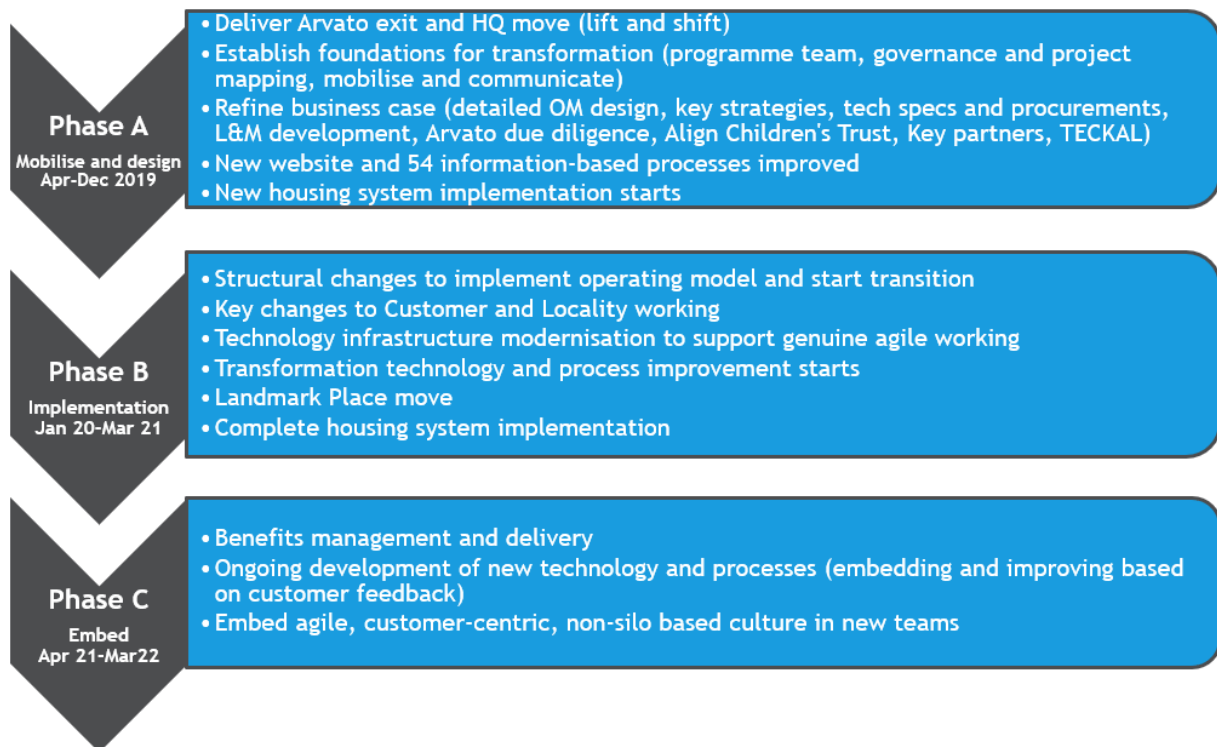 Phase A
Mobilise and design
Apr-Dec 2019
• Deliver Arvato exit and HQ move (lift and shift)
• Establish foundations for transformation (programme team, governance and project
mapping, mobilise and communicate)
• Refine business case (detailed OM design, key strategies, tech specs and procurements,
L&M development, Arvato due diligence, Align Children's Trust, Key partners, TECKAL)
• New website and 54 information-based processes improved
• New housing system implementation starts
Phase B
Implementation
Jan 20-Mar 21
• Structural changes to implement operating model and start transition
• Key changes to Customer and Locality working
• Technology infrastructure modernisation to support genuine agile working
• Transformation technology and process improvement starts
• Landmark Place move
• Complete housing system implementation
Phase C
Embed
Apr 21-Mar22
• Benefits management and delivery
• Ongoing development of new technology and processes (embedding and improving based
on customer feedback)
• Embed agile, customer-centric, non-silo based culture in new teams